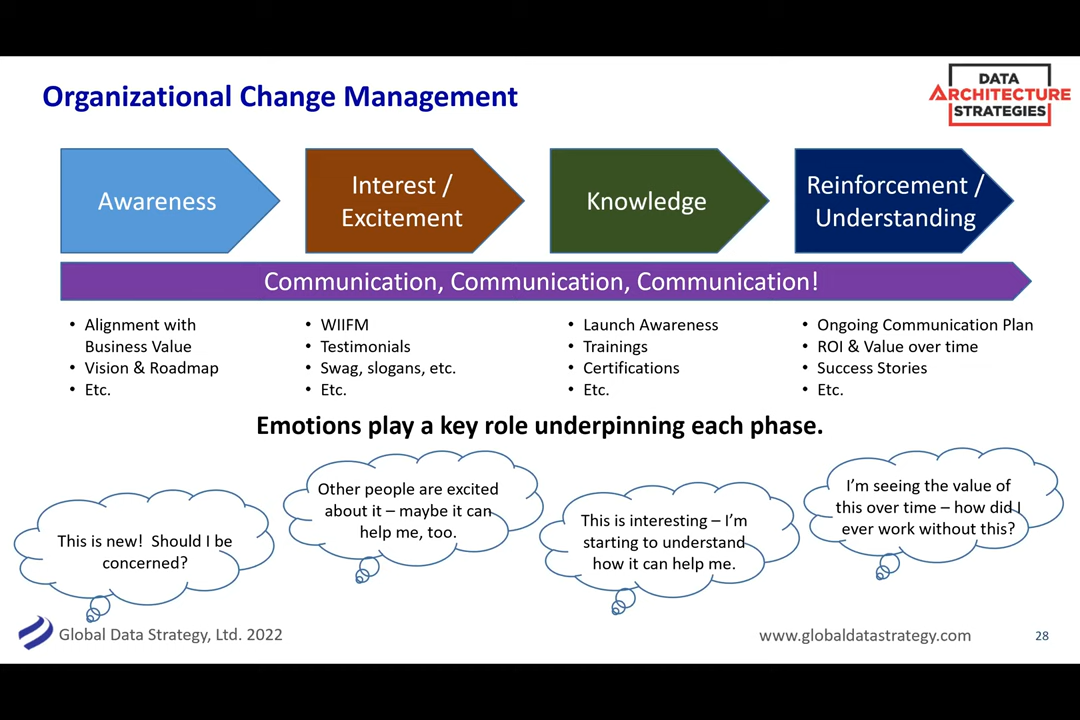 Organizational Change Management
DATA
ARCHITECTURE
STRATEGIES
Awareness
Interest /
Excitement
Knowledge
Reinforcement /
Understanding
Communication, Communication, Communication!
• Alignment with
Business Value
• Vision & Roadmap
• Etc.
• WIIFM
• Testimonials
• Swag, slogans, etc.
• Etc.
• Launch Awareness
• Trainings
• Certifications
• Etc.
• Ongoing Communication Plan
• ROI & Value over time
• Success Stories
• Etc.
Emotions play a key role underpinning each phase.
This is new! Should I be
concerned?
Other people are excited
about it – maybe it can
help me, too.
This is interesting – I'm
starting to understand
how it can help me.
I'm seeing the value of
this over time – how did I
ever work without this?
Global Data Strategy, Ltd. 2022
www.globaldatastrategy.com
28